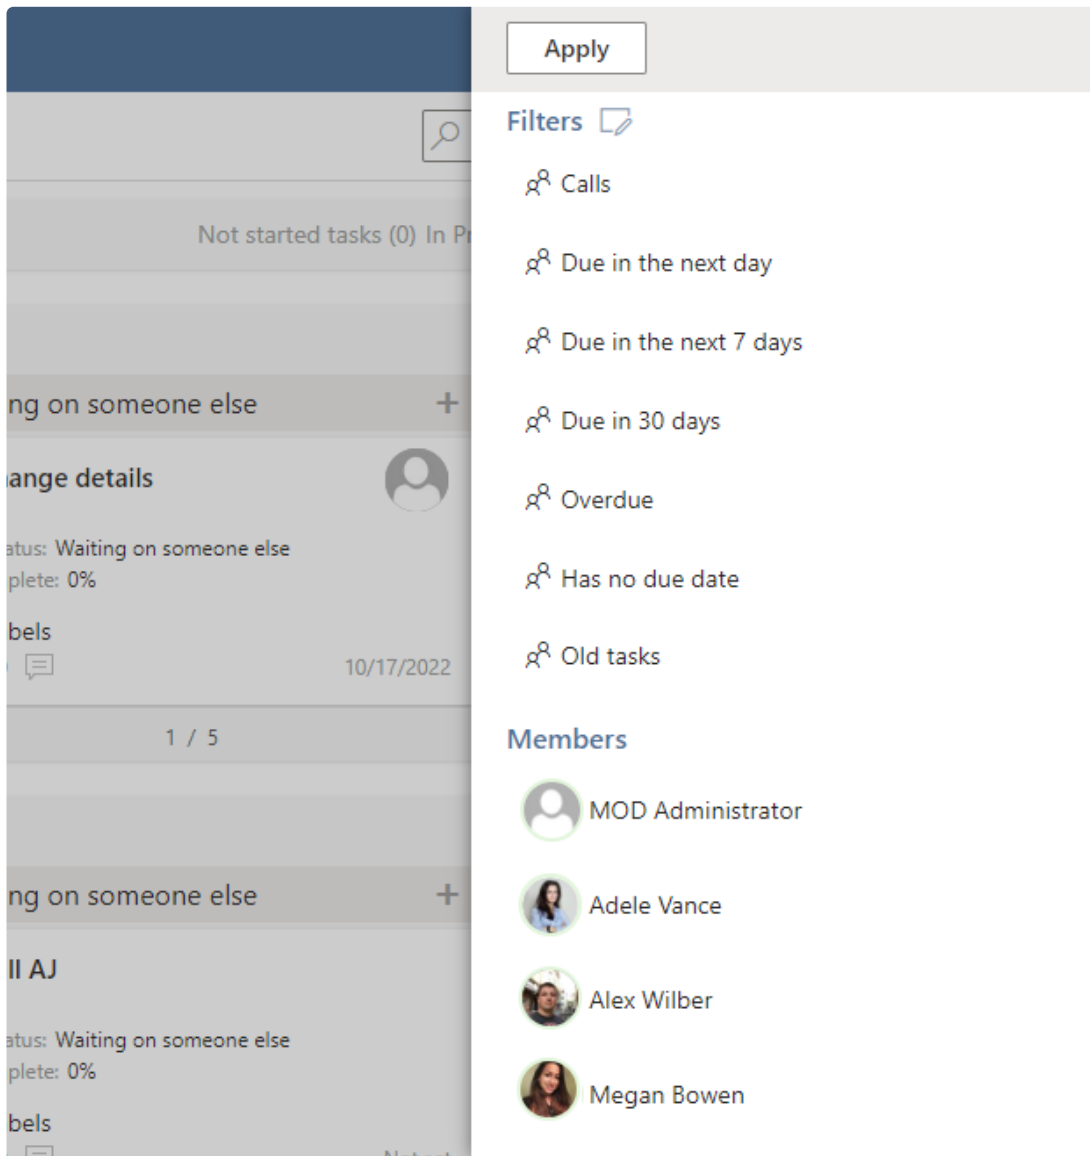 Apply
Filters
Calls
Due in the next day
Due in the next 7 days
Due in 30 days
Overdue
Has no due date
Old tasks
Members
MOD Administrator
Adele Vance
Alex Wilber
Megan Bowen
Not started tasks (0) In Pr
ng on someone else +
ange details
atus: Waiting on someone else
plete: 0%
bels
10/17/2022
1 / 5
ng on someone else +
ll AJ
atus: Waiting on someone else
plete: 0%
bels